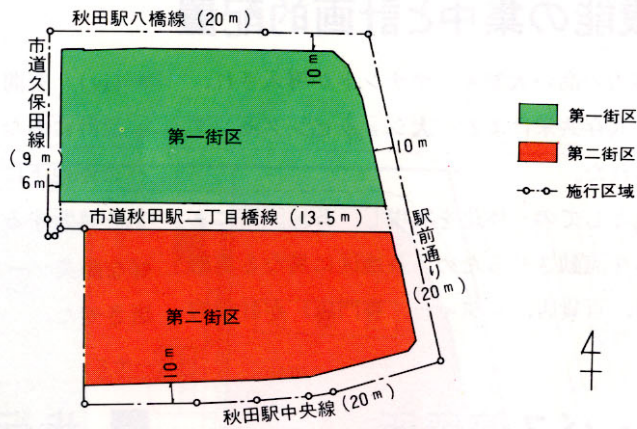 秋田駅八橋線(20m)
市道久保田線
(9m)
6m
10m
第一街区
10m
第一街区
第二街区
施行区域
市道秋田駅二丁目橋線(13.5m)
駅前通り(20m)
第二街区
10m
秋田駅中央線(20m)